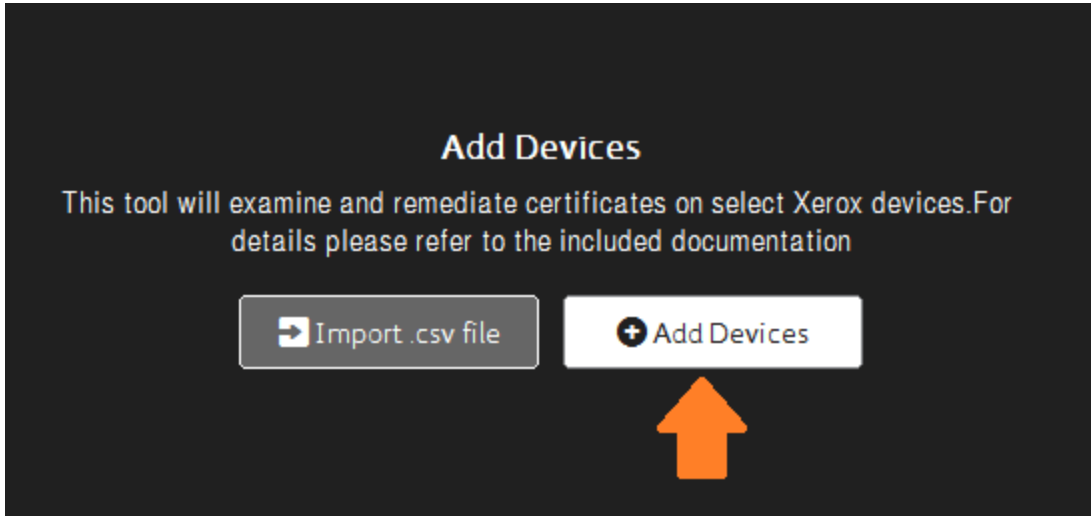 Add Devices
This tool will examine and remediate certificates on select Xerox devices.For
details please refer to the included documentation
Import .csv file
Add Devices